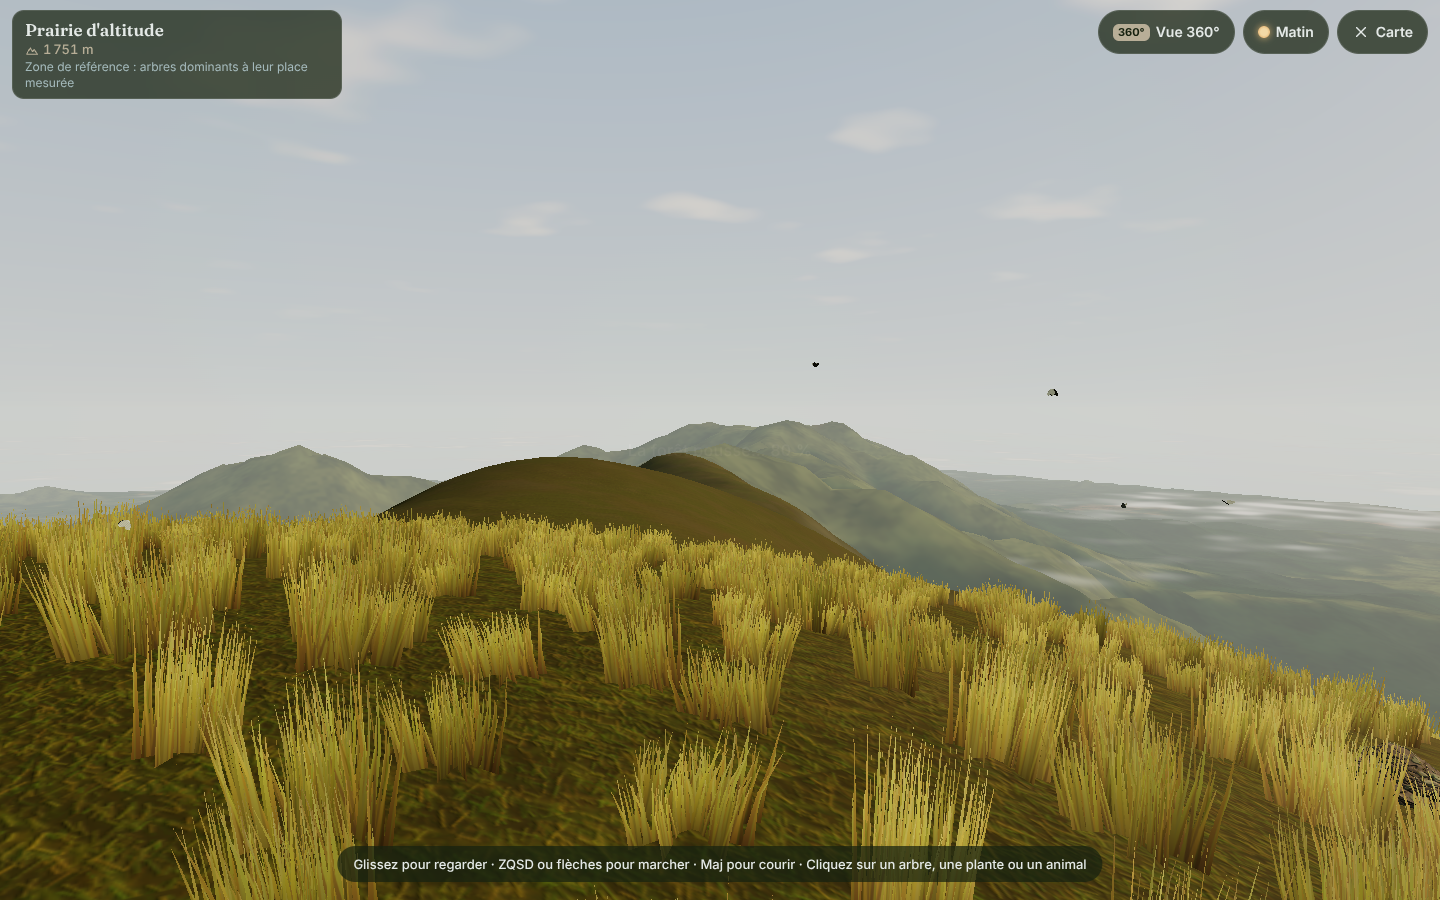 Prairie d'altitude
1 751 m
Zone de référence : arbres dominants à leur place
mesurée
360° Vue 360°
Matin
Carte
Glissez pour regarder · ZQSD ou flèches pour marcher · Maj pour courir · Cliquez sur un arbre, une plante ou un animal